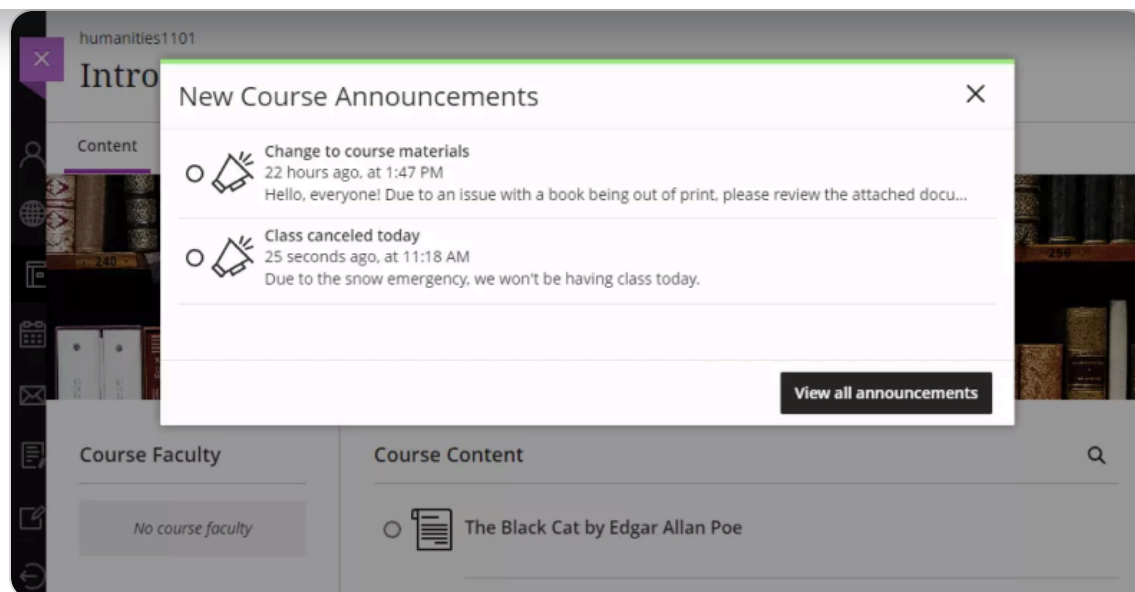 humanities1101
Intro
New Course Announcements
Change to course materials
22 hours ago, at 1:47 PM
Hello, everyone! Due to an issue with a book being out of print, please review the attached docu...
Class canceled today
25 seconds ago, at 11:18 AM
Due to the snow emergency, we won't be having class today.
View all announcements
Content
240
256
Course Faculty
No course faculty
Course Content
The Black Cat by Edgar Allan Poe